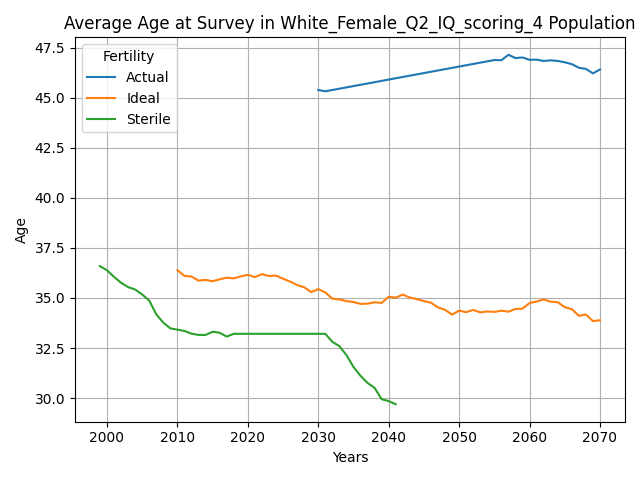 Average Age at Survey in White_Female_Q2_IQ_scoring_4 Population
Fertility
Actual
Ideal
Sterile
47.5
45.0
42.5
40.0
37.5
35.0
32.5
30.0
Age
2000 2010 2020 2030 2040 2050 2060 2070
Years